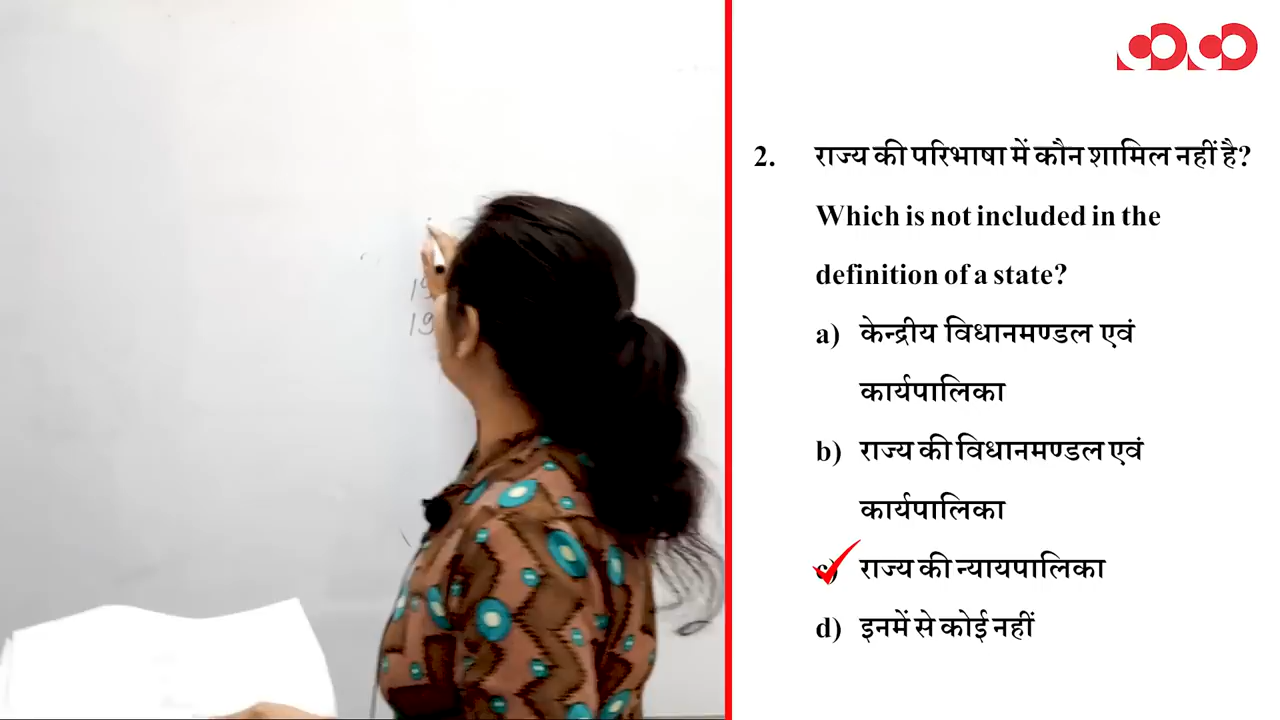 2. राज्य की परिभाषा में कौन शामिल नहीं है?
Which is not included in the
definition of a state?
a) केन्द्रीय विधानमण्डल एवं
कार्यपालिका
b) राज्य की विधानमण्डल एवं
कार्यपालिका
c) राज्य की न्यायपालिका
d) इनमें से कोई नहीं